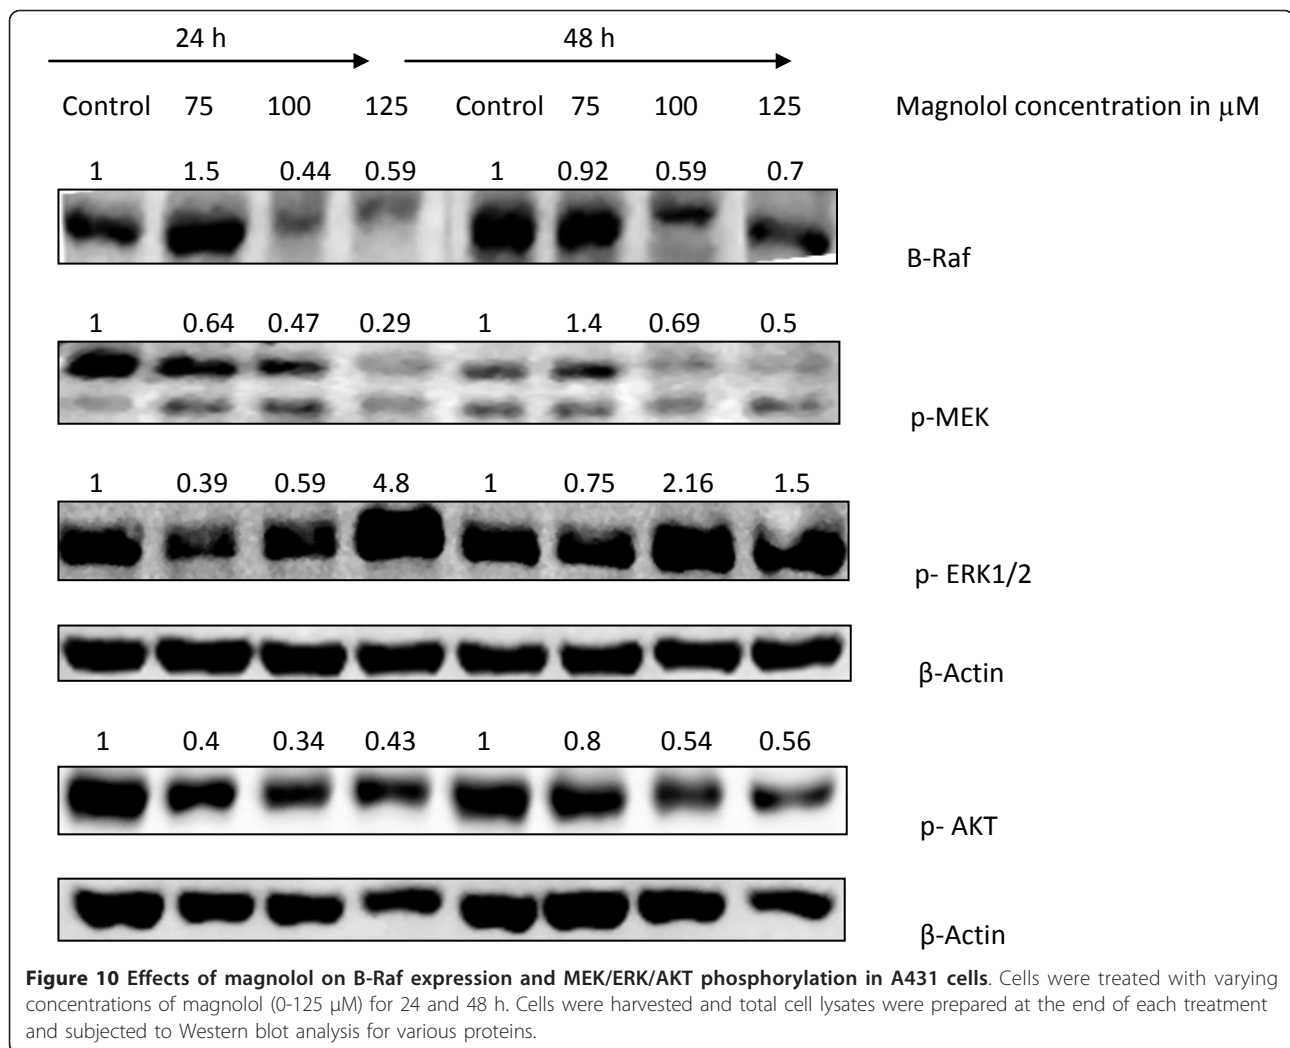 24 h 48 h
Control 75 100 125 Control 75 100 125 Magnolol concentration in μM
1 1.5 0.44 0.59 1 0.92 0.59 0.7
B-Raf
1 0.64 0.47 0.29 1 1.4 0.69 0.5
p-MEK
1 0.39 0.59 4.8 1 0.75 2.16 1.5
p- ERK1/2
β-Actin
1 0.4 0.34 0.43 1 0.8 0.54 0.56
p- AKT
β-Actin
Figure 10 Effects of magnolol on B-Raf expression and MEK/ERK/AKT phosphorylation in A431 cells. Cells were treated with varying
concentrations of magnolol (0-125 μM) for 24 and 48 h. Cells were harvested and total cell lysates were prepared at the end of each treatment
and subjected to Western blot analysis for various proteins.